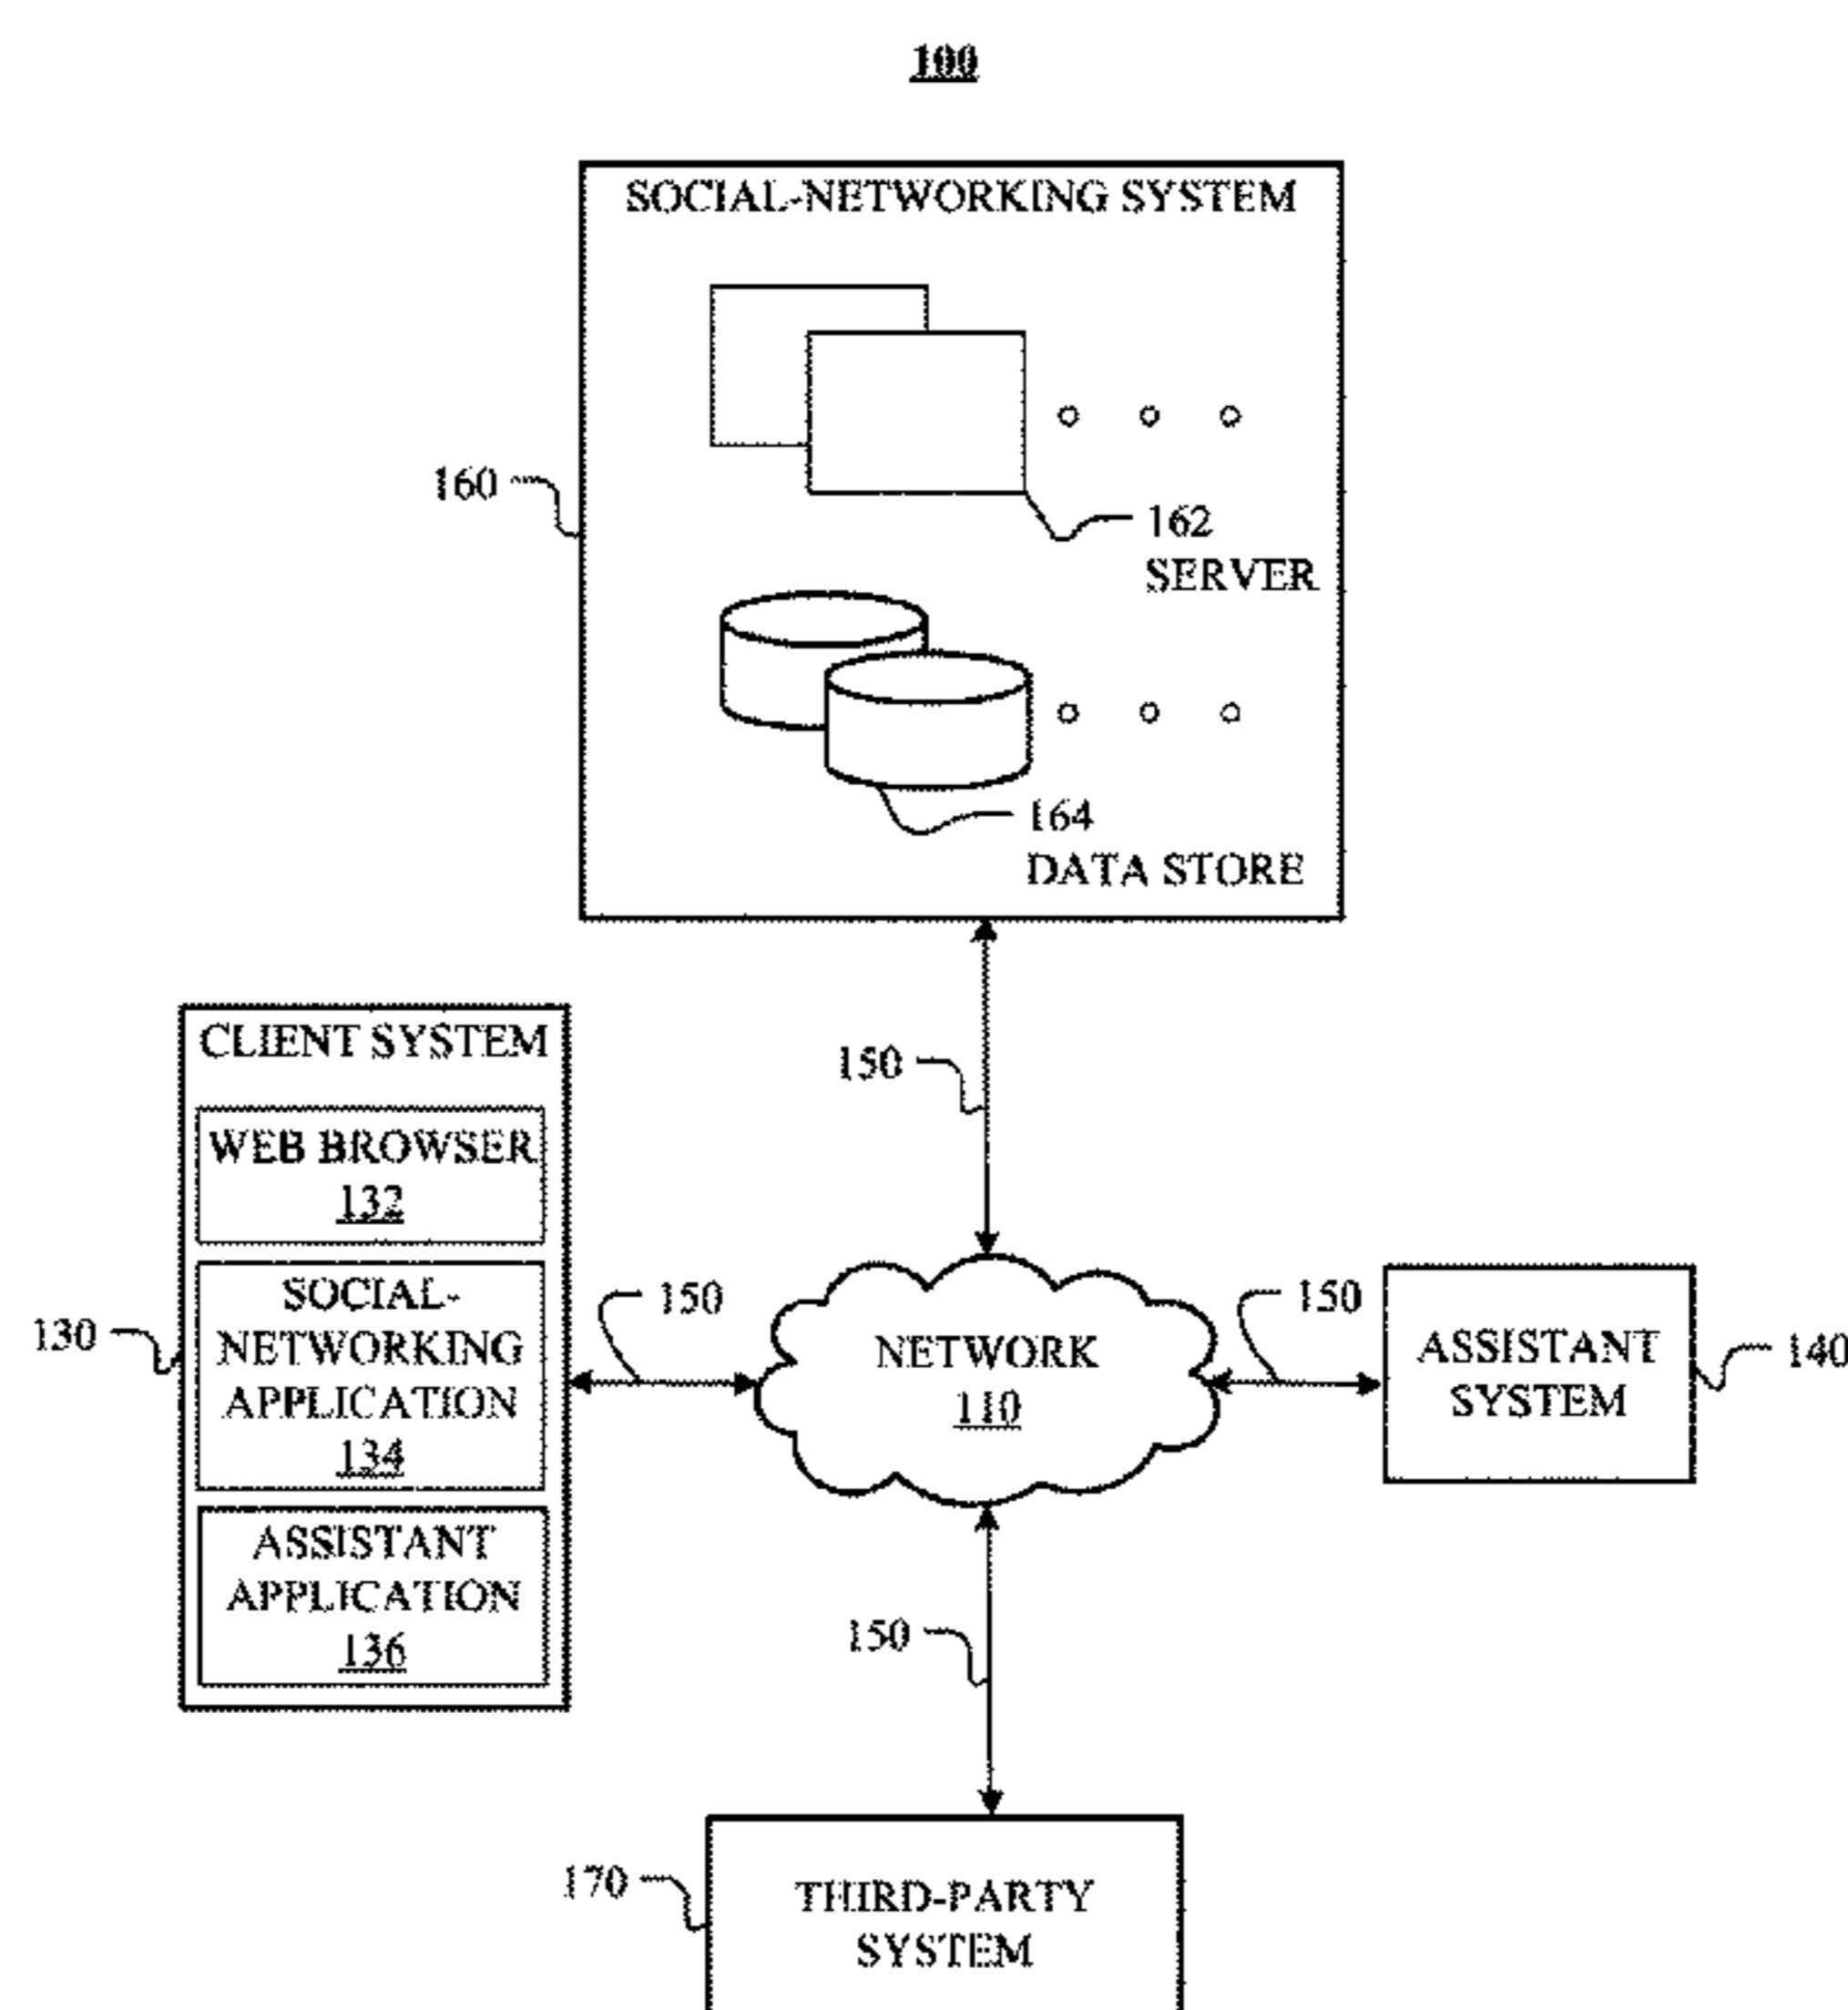 100
SOCIAL-NETWORKING SYSTEM
160
162
SERVER
164
DATA STORE
CLIENT SYSTEM
150
WEB BROWSER
132
SOCIAL-
NETWORKING
APPLICATION
134
130
150
NETWORK
110
150
ASSISTANT
SYSTEM
140
ASSISTANT
APPLICATION
136
150
170
THIRD-PARTY
SYSTEM